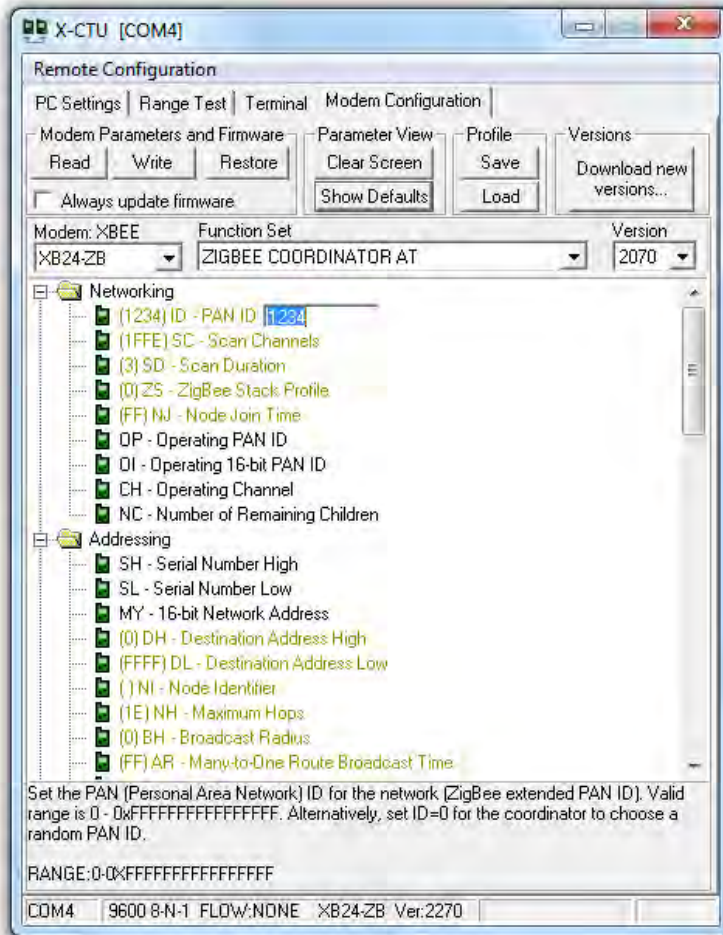 X-CTU [COM4]
Remote Configuration
PC Settings Range Test Terminal Modem Configuration
Modem Parameters and Firmware Parameter View Profile Versions
Read Write Restore Clear Screen Save Download new versions...
Always update firmware Show Defaults Load
Modem: XBEE Function Set Version
XB24-ZB ZIGBEE COORDINATOR AT 2070
Networking
(1234) ID - PAN ID 1234
(1FFE) SC - Scan Channels
(3) SD - Scan Duration
(0) ZS - ZigBee Stack Profile
(FF) NJ - Node Join Time
OP - Operating PAN ID
OI - Operating 16-bit PAN ID
CH - Operating Channel
NC - Number of Remaining Children
Addressing
SH - Serial Number High
SL - Serial Number Low
MY - 16-bit Network Address
(0) DH - Destination Address High
(FFFF) DL - Destination Address Low
( ) NI - Node Identifier
(1E) NH - Maximum Hops
(0) BH - Broadcast Radius
(FF) AR - Many-to-One Route Broadcast Time
Set the PAN (Personal Area Network) ID for the network (ZigBee extended PAN ID). Valid
range is 0 - 0xFFFFFFFFFFFFFFFF. Alternatively, set ID=0 for the coordinator to choose a
random PAN ID.
RANGE:0-0XFFFFFFFFFFFFFFFF
COM4 9600 8-N-1 FLOW:NONE XB24-ZB Ver:2270